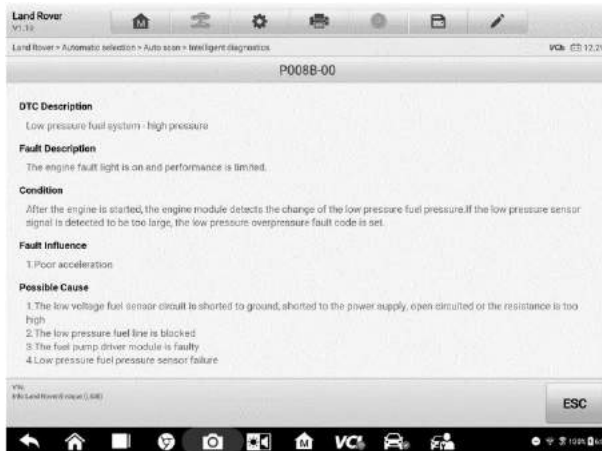 Land Rover
Land Rover > Automatic selection > Auto scan > Intelligent diagnostics
P008B-00
DTC Description
Low pressure fuel system - high pressure
Fault Description
The engine fault light is on and performance is limited.
Condition
After the engine is started, the engine module detects the change of the low pressure fuel pressure.If the low pressure sensor
signal is detected to be too large, the low pressure overpressure fault code is set.
Fault Influence
1.Poor acceleration
Possible Cause
1.The low voltage fuel sensor circuit is shorted to ground, shorted to the power supply, open circuited or the resistance is too
high
2.The low pressure fuel line is blocked
3.The fuel pump driver module is faulty
4.Low pressure fuel pressure sensor failure
ESC
VCI
100%